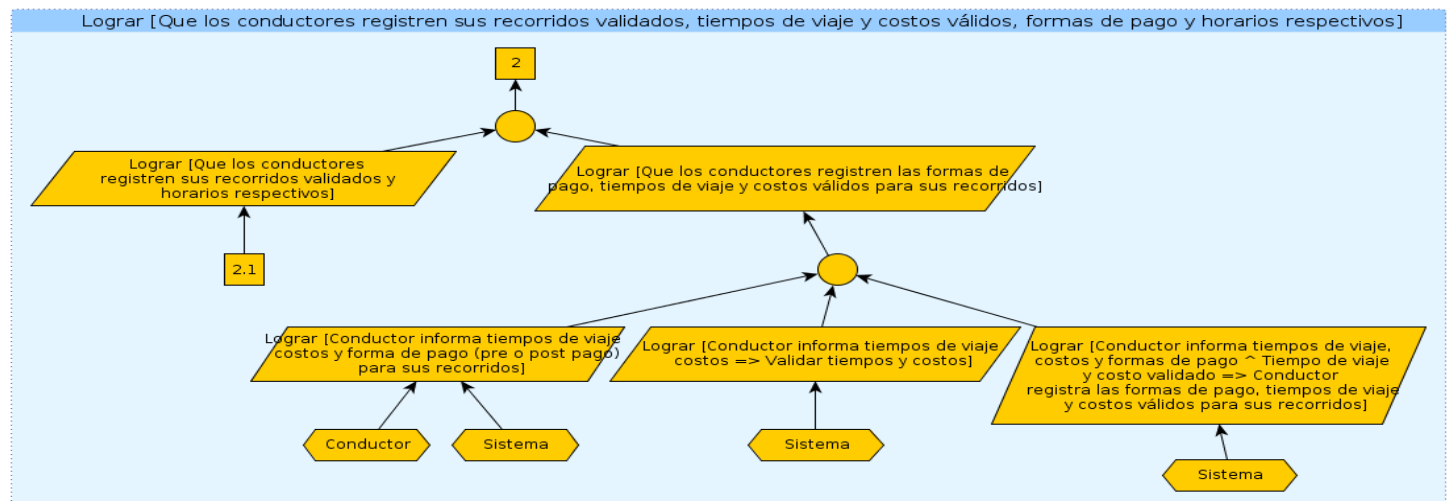 Lograr [Que los conductores registren sus recorridos validados, tiempos de viaje y costos válidos, formas de pago y horarios respectivos]
2
Lograr [Que los conductores
registren sus recorridos validados y
horarios respectivos]
Lograr [Que los conductores registren las formas de
pago, tiempos de viaje y costos válidos para sus recorridos]
2.1
Lograr [Conductor informa tiempos de viaje
costos y forma de pago (pre o post pago)
para sus recorridos]
Lograr [Conductor informa tiempos de viaje
costos => Validar tiempos y costos]
Lograr [Conductor informa tiempos de viaje,
costos y formas de pago ^ Tiempo de viaje
y costo validado => Conductor
registra las formas de pago, tiempos de viaje
y costos válidos para sus recorridos]
Conductor
Sistema
Sistema
Sistema